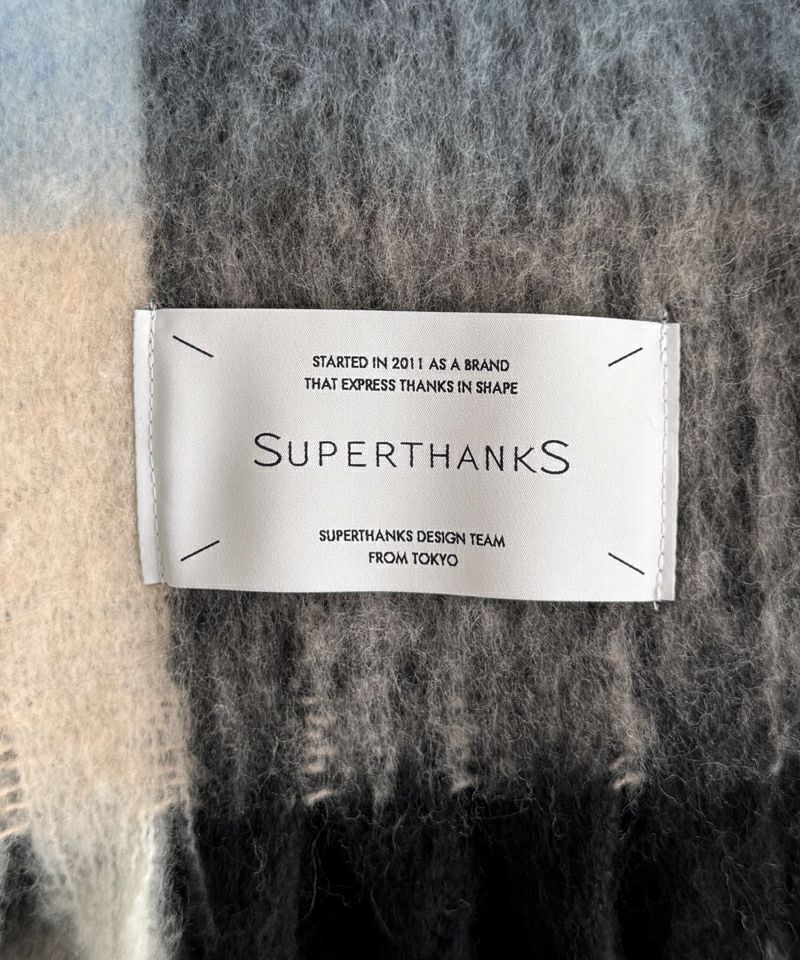 STARTED IN 2011 AS A BRAND
THAT EXPRESS THANKS IN SHAPE
SUPERTHANKS
SUPERTHANKS DESIGN TEAM
FROM TOKYO